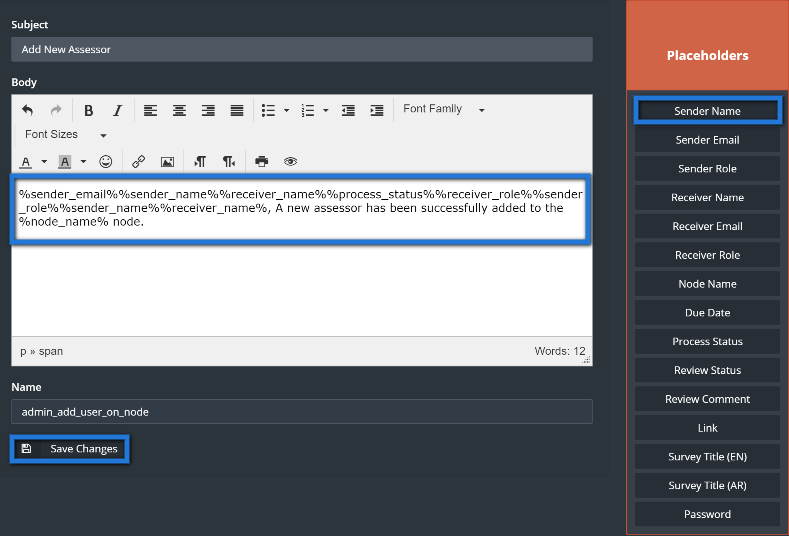 Subject
Add New Assessor
Body
B I
Font Family
Font Sizes
A A
%sender_email%%sender_name%%receiver_name%%process_status%%receiver_role%%sender
_role%%sender_name%%receiver_name%, A new assessor has been successfully added to the
%node_name% node.
p » span Words: 12
Name
admin_add_user_on_node
Save Changes
Placeholders
Sender Name
Sender Email
Sender Role
Receiver Name
Receiver Email
Receiver Role
Node Name
Due Date
Process Status
Review Status
Review Comment
Link
Survey Title (EN)
Survey Title (AR)
Password